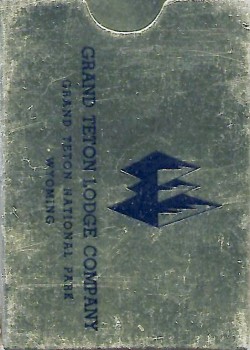 GRAND TETON LODGE COMPANY
GRAND TETON NATIONAL PARK
WYOMING